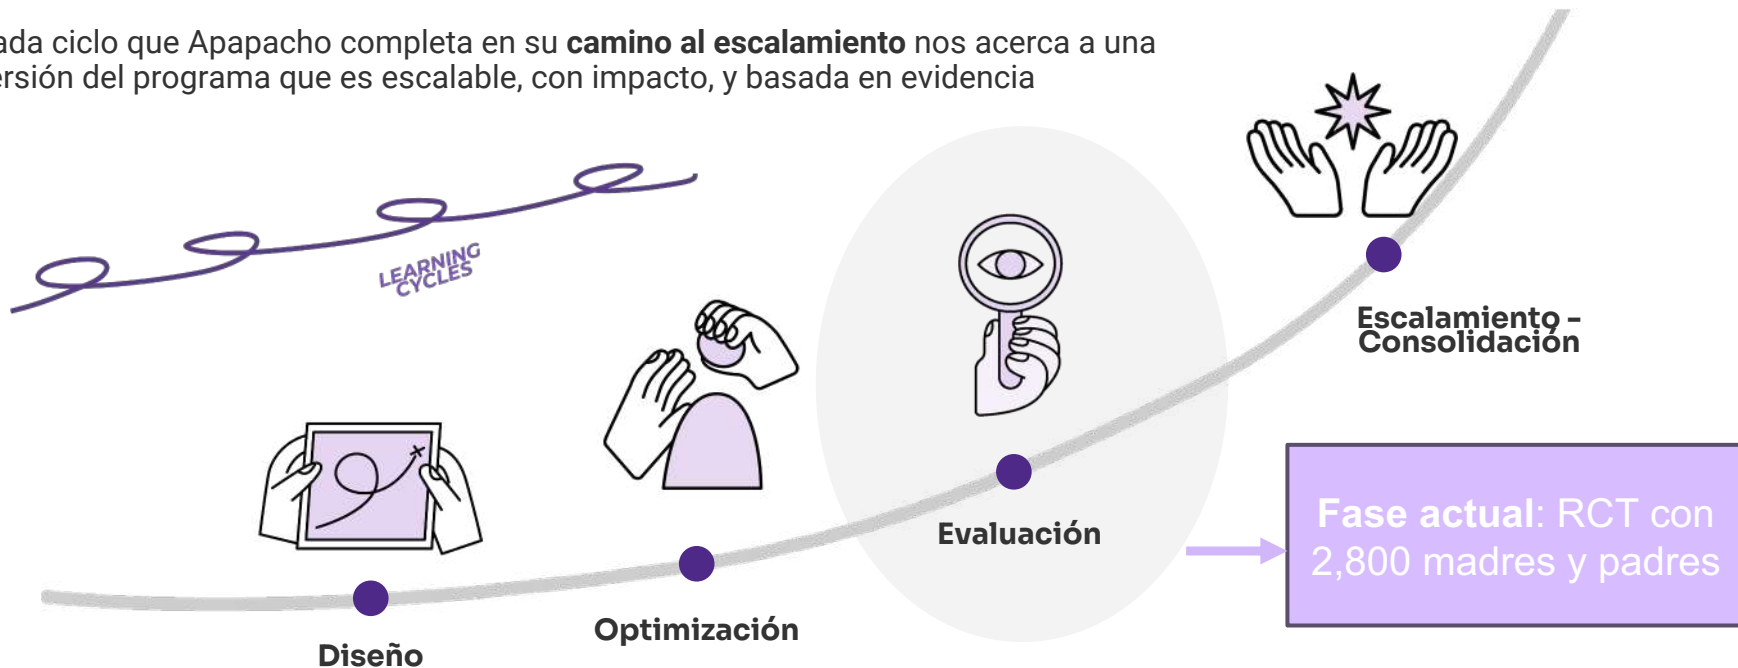 ada ciclo que Apapacho completa en su camino al escalamiento nos acerca a una
ersión del programa que es escalable, con impacto, y basada en evidencia
LEARNING
CYCLES
Escalamiento -
Consolidación
Fase actual: RCT con
2,800 madres y padres
Evaluación
Optimización
Diseño